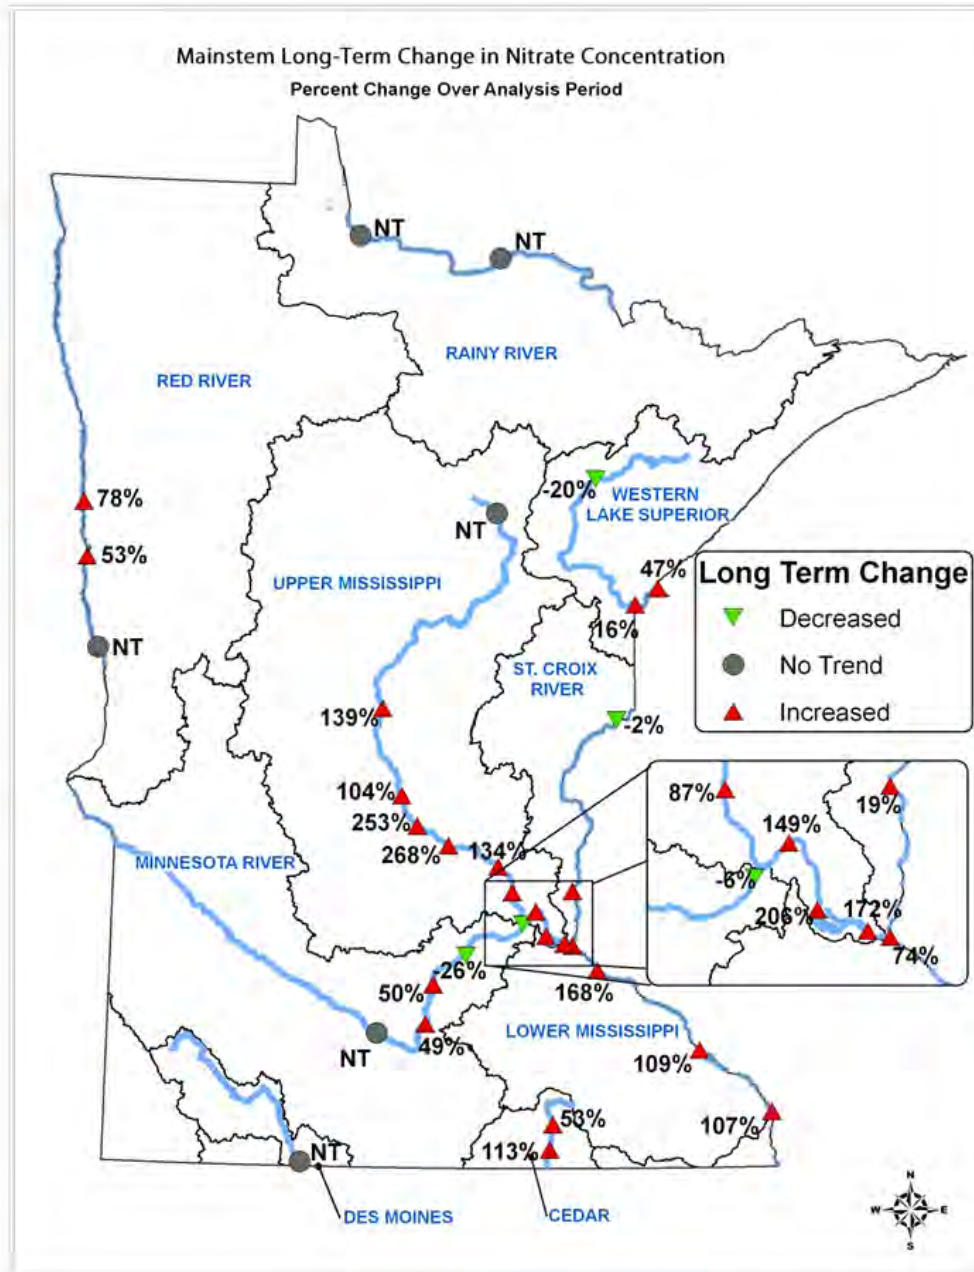 Mainstem Long-Term Change in Nitrate Concentration
Percent Change Over Analysis Period
NT
NT
RAINY RIVER
RED RIVER
-20%
WESTERN
LAKE SUPERIOR
78%
NT
53%
47%
UPPER MISSISSIPPI
16%
NT
ST. CROIX
RIVER
-2%
139%
Long Term Change
Decreased
No Trend
Increased
104%
253%
268%
134%
MINNESOTA RIVER
87%
19%
149%
-6%
206%
172%
74%
-26%
50%
168%
49%
LOWER MISSISSIPPI
NT
109%
107%
53%
113%
NT
DES MOINES
CEDAR
N
W
E
S